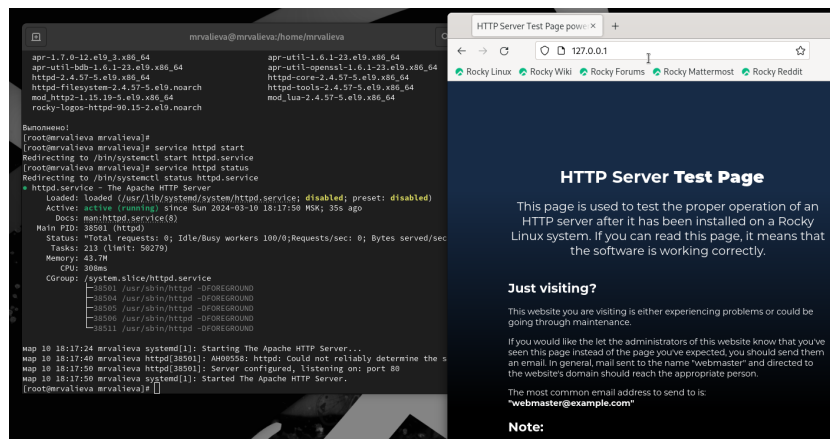 mrvalieva@mrvalieva:/home/mrvalieva
apr-1.7.0-12.el9_3.x86_64 apr-util-1.6.1-23.el9.x86_64
apr-util-bdb-1.6.1-23.el9.x86_64 apr-util-openssl-1.6.1-23.el9.x86_64
httpd-2.4.57-5.el9.x86_64 httpd-core-2.4.57-5.el9.x86_64
httpd-filesystem-2.4.57-5.el9.noarch httpd-tools-2.4.57-5.el9.x86_64
mod_http2-1.15.19-5.el9.x86_64 mod_lua-2.4.57-5.el9.x86_64
rocky-logos-httpd-90.15-2.el9.noarch
Выполнено!
[root@mrvalieva mrvalieva]#
[root@mrvalieva mrvalieva]# service httpd start
Redirecting to /bin/systemctl start httpd.service
[root@mrvalieva mrvalieva]# service httpd status
Redirecting to /bin/systemctl status httpd.service
● httpd.service - The Apache HTTP Server
Loaded: loaded (/usr/lib/systemd/system/httpd.service; disabled; preset: disabled)
Active: active (running) since Sun 2024-03-10 18:17:50 MSK; 35s ago
Docs: man:httpd.service(8)
Main PID: 38501 (httpd)
Status: "Total requests: 0; Idle/Busy workers 100/0;Requests/sec: 0; Bytes served/sec
Tasks: 213 (limit: 50279)
Memory: 43.7M
CPU: 308ms
CGroup: /system.slice/httpd.service
├─38501 /usr/sbin/httpd -DFOREGROUND
├─38504 /usr/sbin/httpd -DFOREGROUND
├─38505 /usr/sbin/httpd -DFOREGROUND
├─38506 /usr/sbin/httpd -DFOREGROUND
└─38511 /usr/sbin/httpd -DFOREGROUND
мар 10 18:17:24 mrvalieva systemd[1]: Starting The Apache HTTP Server...
мар 10 18:17:40 mrvalieva httpd[38501]: AH00558: httpd: Could not reliably determine the s
мар 10 18:17:50 mrvalieva httpd[38501]: Server configured, listening on: port 80
мар 10 18:17:50 mrvalieva systemd[1]: Started The Apache HTTP Server.
[root@mrvalieva mrvalieva]#
HTTP Server Test Page powe
127.0.0.1
Rocky Linux Rocky Wiki Rocky Forums Rocky Mattermost Rocky Reddit
HTTP Server Test Page
This page is used to test the proper operation of an
HTTP server after it has been installed on a Rocky
Linux system. If you can read this page, it means that
the software is working correctly.
Just visiting?
This website you are visiting is either experiencing problems or could be
going through maintenance.
If you would like the let the administrators of this website know that you've
seen this page instead of the page you've expected, you should send them
an email. In general, mail sent to the name "webmaster" and directed to
the website's domain should reach the appropriate person.
The most common email address to send to is:
"webmaster@example.com"
Note: